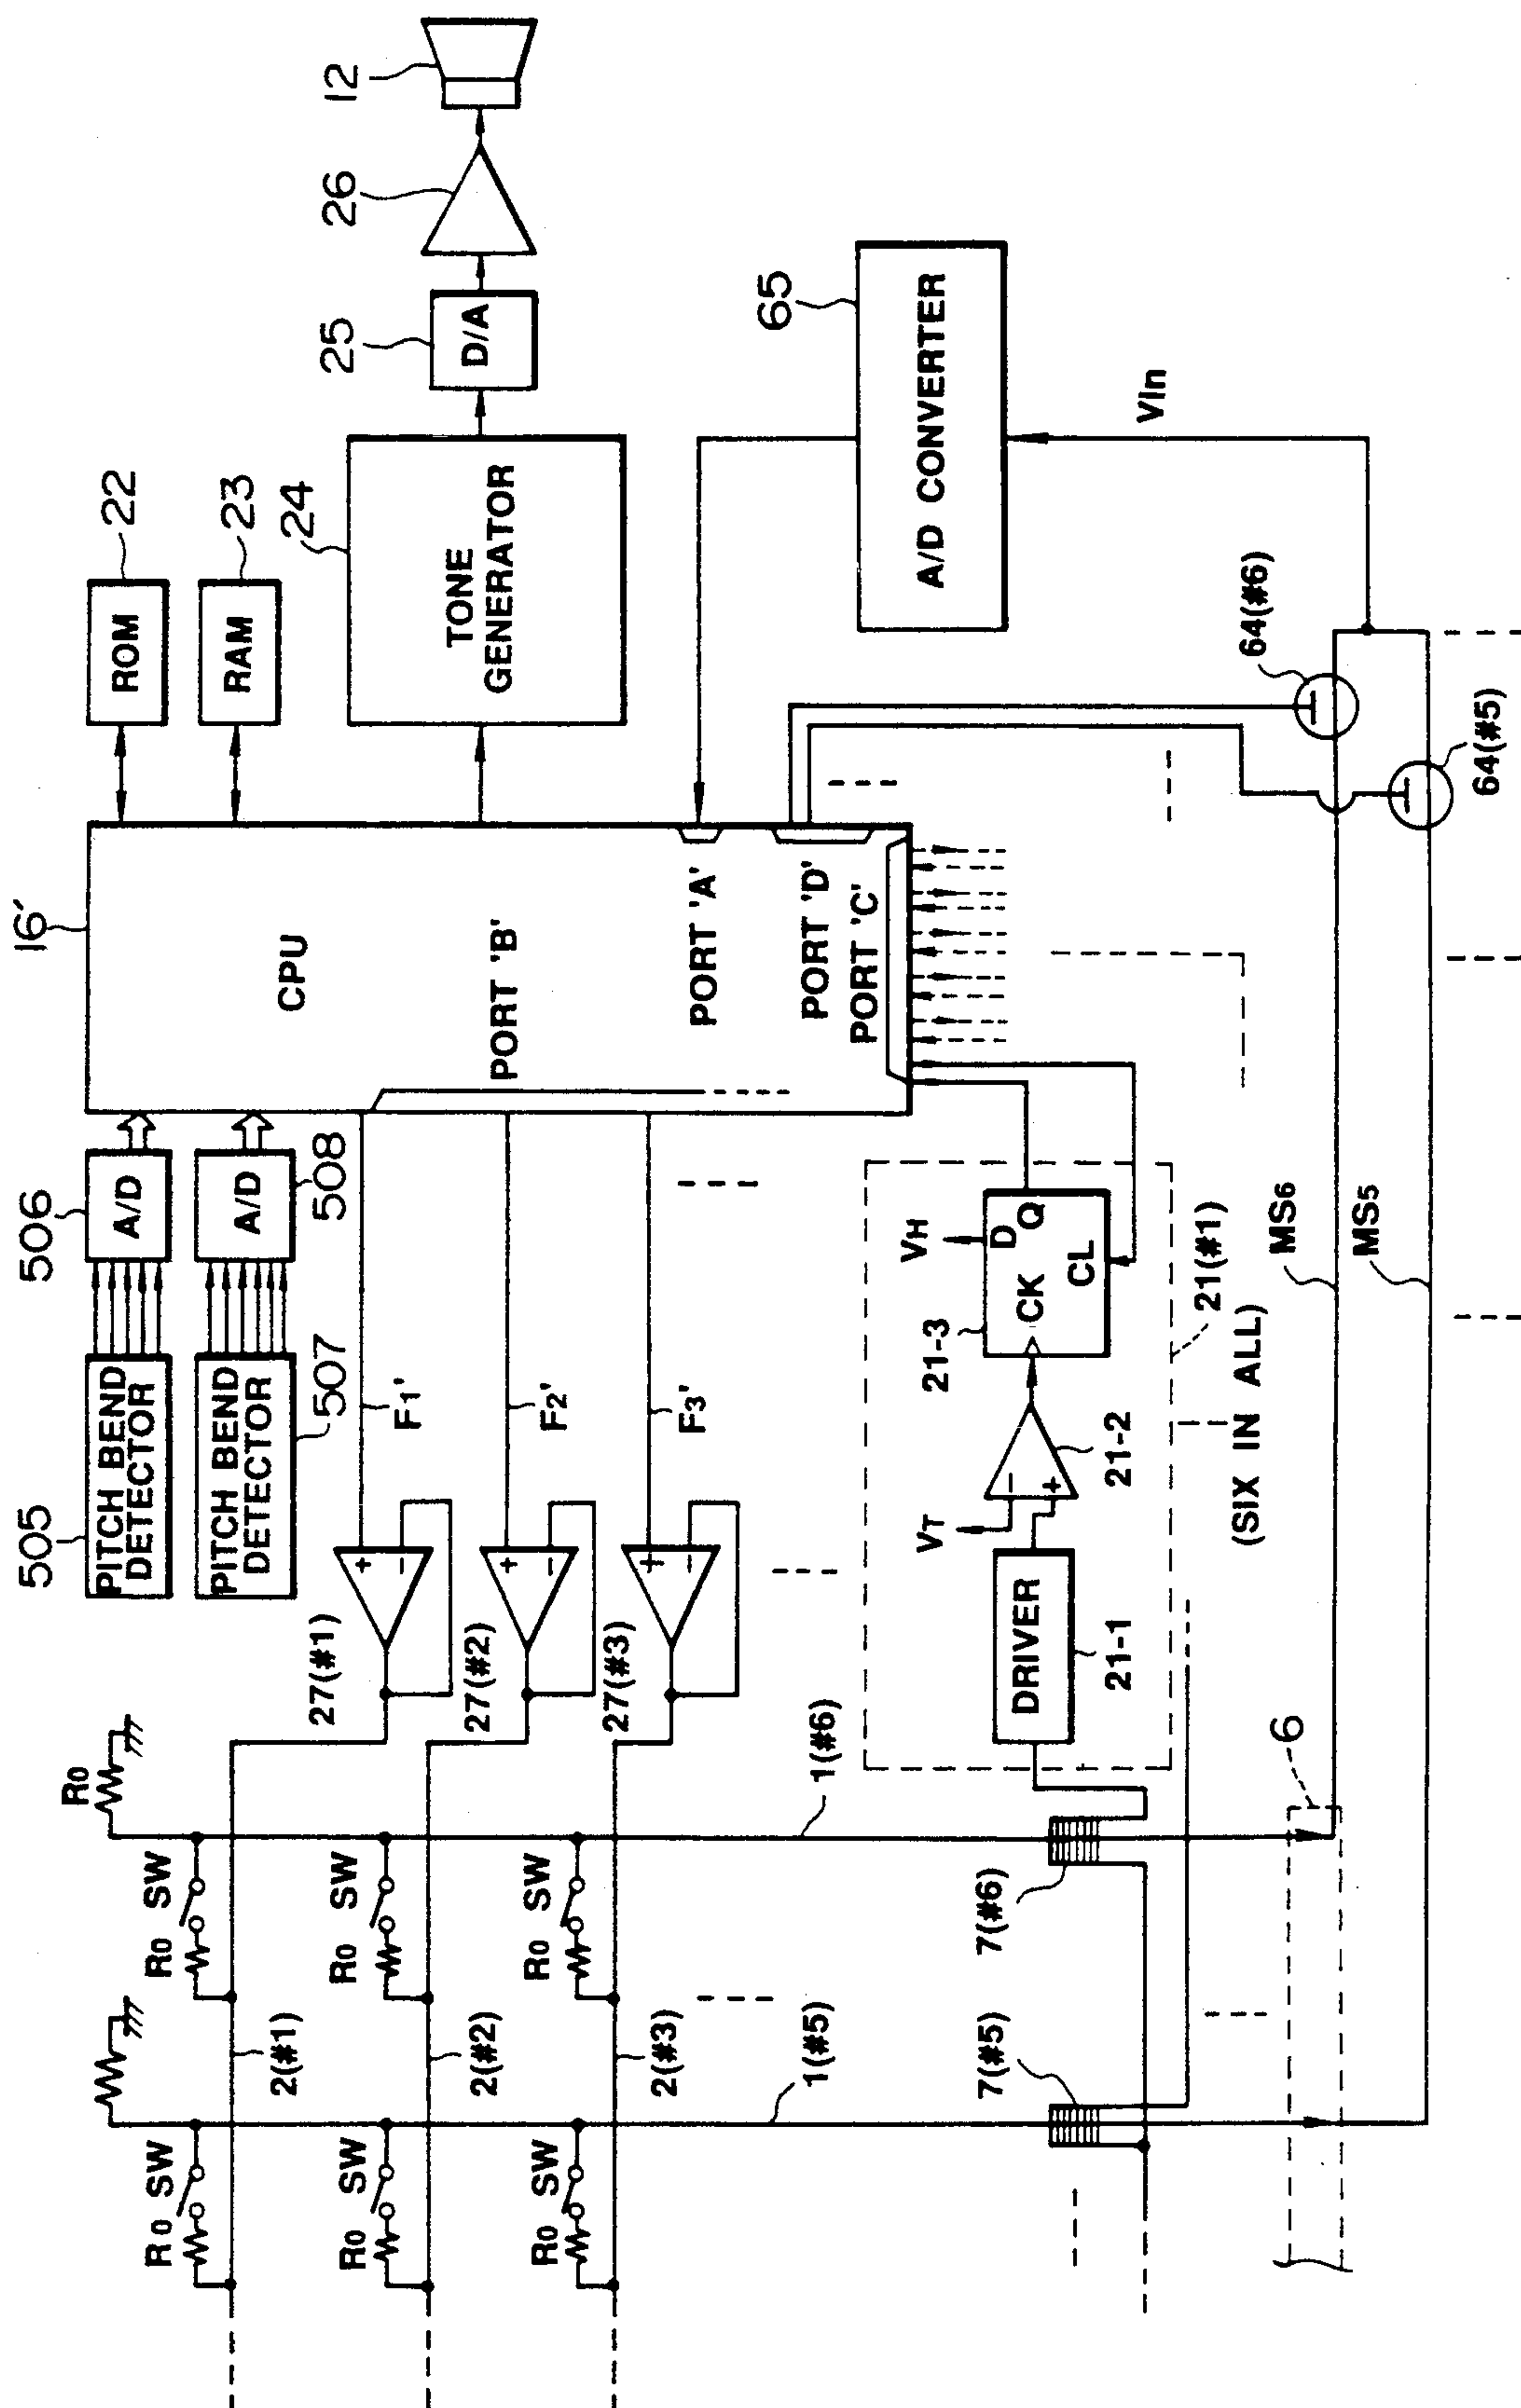 505
PITCH BEND
DETECTOR
506
A/D
PITCH BEND
DETECTOR
507
A/D
508
16'
CPU
PORT 'B'
PORT 'A'
PORT 'D'
PORT 'C'
ROM
22
RAM
23
TONE
GENERATOR
24
D/A
25
26
12
A/D CONVERTER
65
VIn
64(#6)
64(#5)
F1'
F2'
F3'
+
−
27(#1)
+
−
27(#2)
+
−
27(#3)
R0
R0 SW
R0 SW
R0 SW
R0 SW
R0 SW
R0 SW
2(#1)
2(#2)
2(#3)
1(#6)
1(#5)
7(#6)
7(#5)
DRIVER
21-1
VT
−
+
21-2
21-3
VH
D
Q
CK
CL
21(#1)
(SIX IN ALL)
6
MS6
MS5